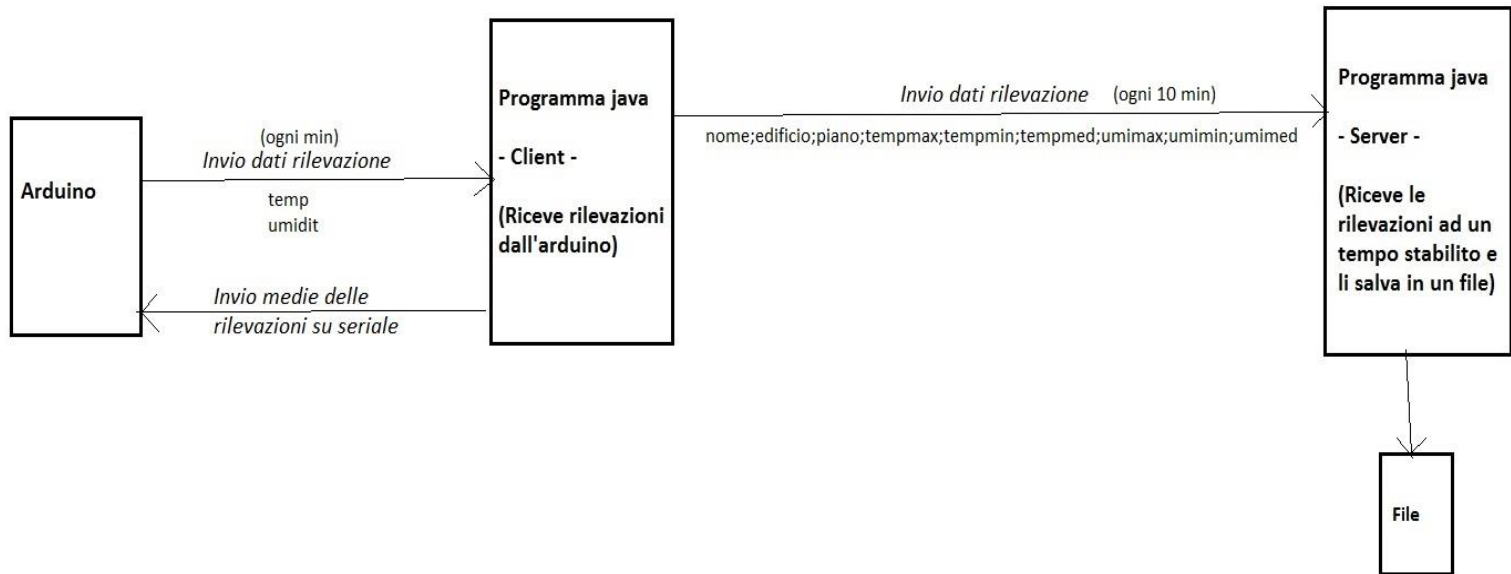 Arduino
(ogni min)
Invio dati rilevazione
temp
umidit
Invio medie delle
rilevazioni su seriale
Programma java
- Client -
(Riceve rilevazioni
dall'arduino)
Invio dati rilevazione (ogni 10 min)
nome;edificio;piano;tempmax;tempmin;tempmed;umimax;umimin;umimed
Programma java
- Server -
(Riceve le
rilevazioni ad un
tempo stabilito e
li salva in un file)
File